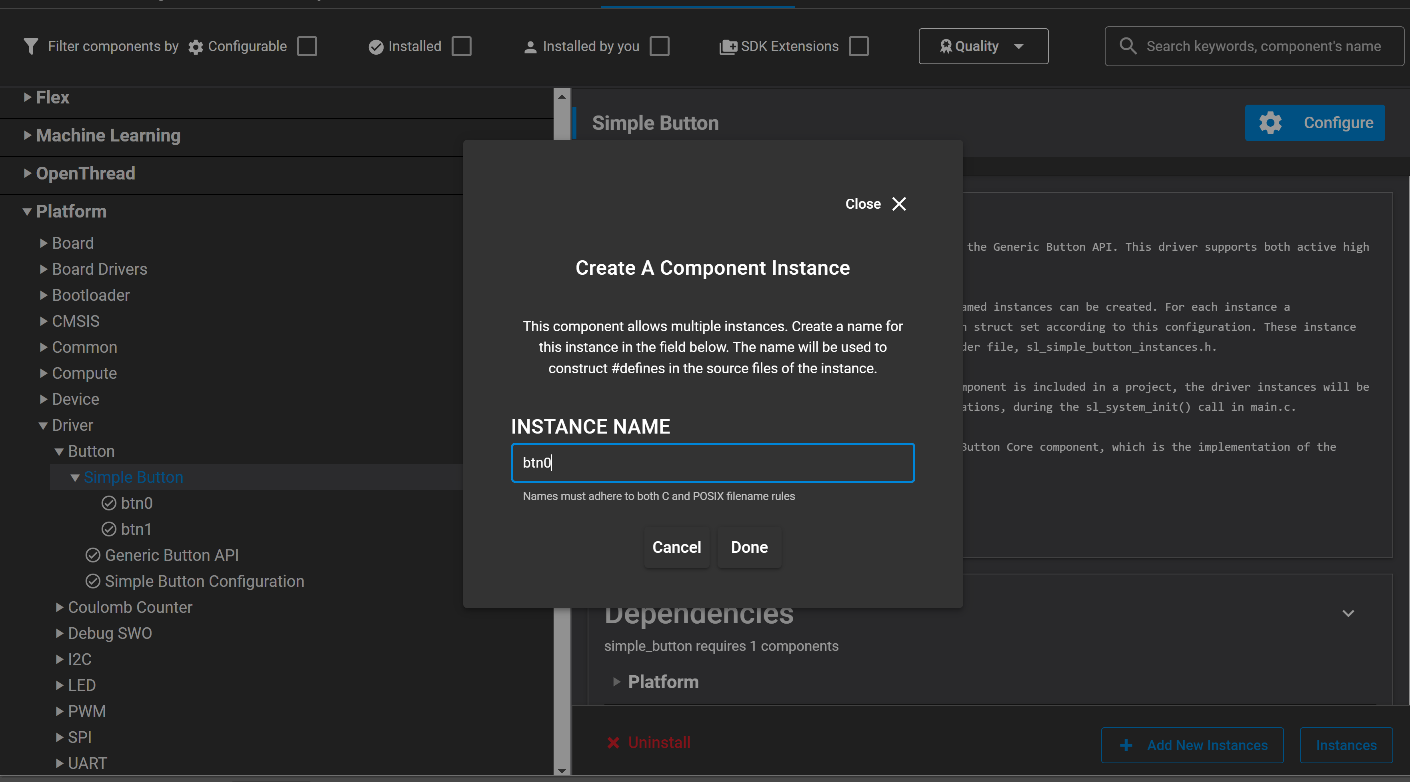 Filter components by Configurable Installed Installed by you SDK Extensions Quality Search keywords, component's name
Flex
Machine Learning
OpenThread
Platform
Board
Board Drivers
Bootloader
CMSIS
Common
Compute
Device
Driver
Button
Simple Button
btn0
btn1
Generic Button API
Simple Button Configuration
Coulomb Counter
Debug SWO
I2C
LED
PWM
SPI
UART
Simple Button
Configure
the Generic Button API. This driver supports both active high
instances can be created. For each instance a
struct set according to this configuration. These instance
file, sl_simple_button_instances.h.
is included in a project, the driver instances will be
during the sl_system_init() call in main.c.
Button Core component, which is the implementation of the
Close
Create A Component Instance
This component allows multiple instances. Create a name for
this instance in the field below. The name will be used to
construct #defines in the source files of the instance.
INSTANCE NAME
btn0
Names must adhere to both C and POSIX filename rules
Cancel Done
Dependencies
simple_button requires 1 components
Platform
Uninstall
Add New Instances
Instances